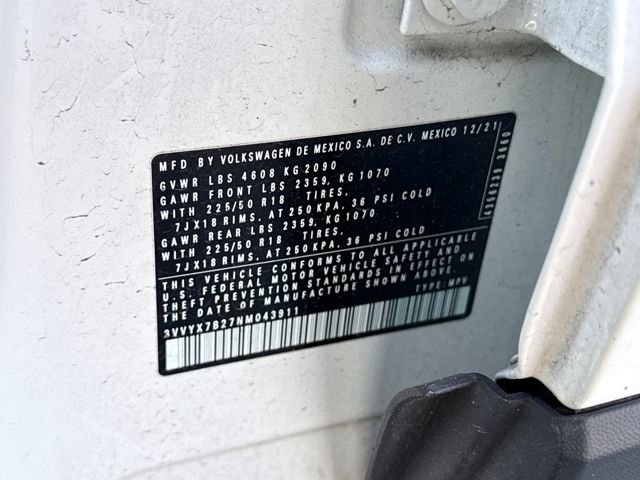 MFD BY VOLKSWAGEN DE MEXICO S.A. DE C.V. MEXICO 12/21
GVWR LBS 4608 KG 2090
GAWR FRONT LBS 2359, KG 1070
WITH 225/50 R18 TIRES,
7JX18 RIMS, AT 250 KPA, 36 PSI COLD
GAWR REAR LBS 2359, KG 1070
WITH 225/50 R18 TIRES,
7JX18 RIMS, AT 250 KPA, 36 PSI COLD
THIS VEHICLE CONFORMS TO ALL APPLICABLE
U.S. FEDERAL MOTOR VEHICLE SAFETY AND
THEFT PREVENTION STANDARDS IN EFFECT ON
THE DATE OF MANUFACTURE SHOWN ABOVE.
3VVYX7B27NM043911 TYPE: MPV